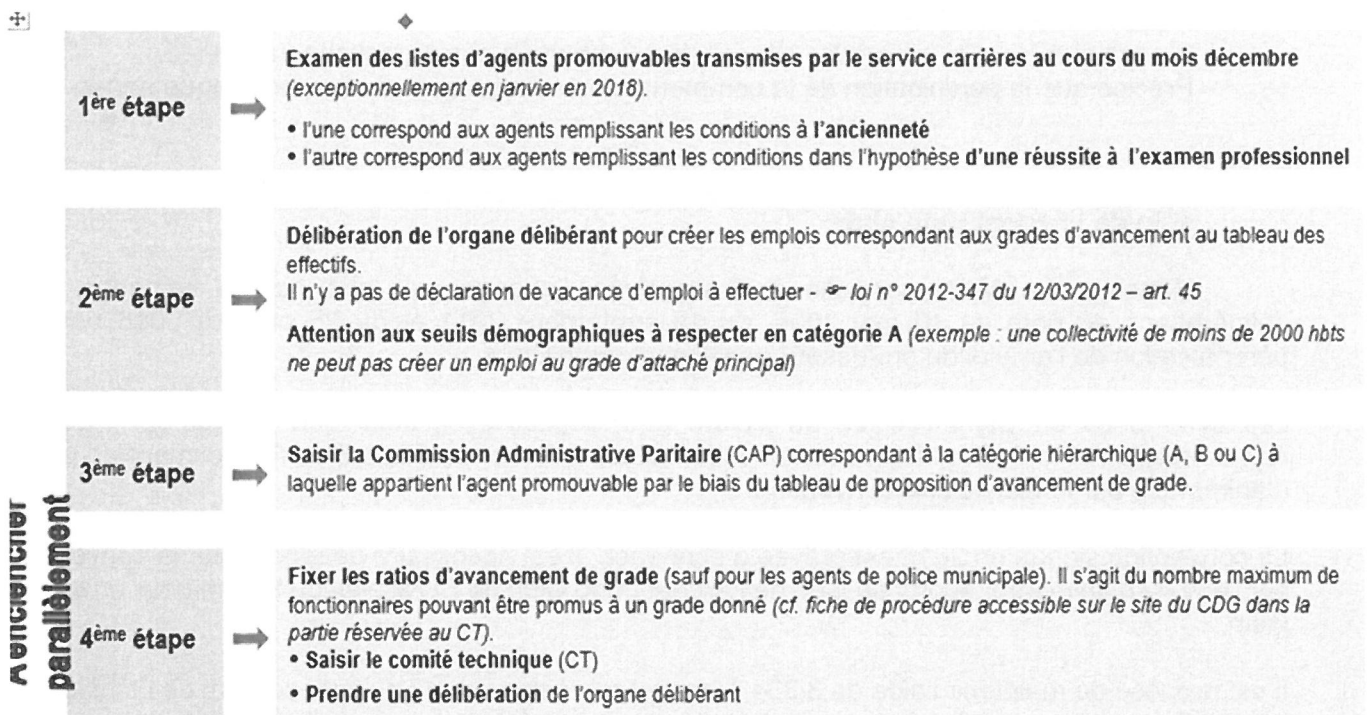 1ère étape
Examen des listes d'agents promouvables transmises par le service carrières au cours du mois décembre
(exceptionnellement en janvier en 2018).
• l'une correspond aux agents remplissant les conditions à l'ancienneté
• l'autre correspond aux agents remplissant les conditions dans l'hypothèse d'une réussite à l'examen professionnel
2ème étape
Délibération de l'organe délibérant pour créer les emplois correspondant aux grades d'avancement au tableau des
effectifs.
Il n'y a pas de déclaration de vacance d'emploi à effectuer - ☞ loi n° 2012-347 du 12/03/2012 – art. 45
Attention aux seuils démographiques à respecter en catégorie A (exemple : une collectivité de moins de 2000 hbts
ne peut pas créer un emploi au grade d'attaché principal)
3ème étape
Saisir la Commission Administrative Paritaire (CAP) correspondant à la catégorie hiérarchique (A, B ou C) à
laquelle appartient l'agent promouvable par le biais du tableau de proposition d'avancement de grade.
parallèlement
4ème étape
Fixer les ratios d'avancement de grade (sauf pour les agents de police municipale). Il s'agit du nombre maximum de
fonctionnaires pouvant être promus à un grade donné (cf. fiche de procédure accessible sur le site du CDG dans la
partie réservée au CT).
• Saisir le comité technique (CT)
• Prendre une délibération de l'organe délibérant